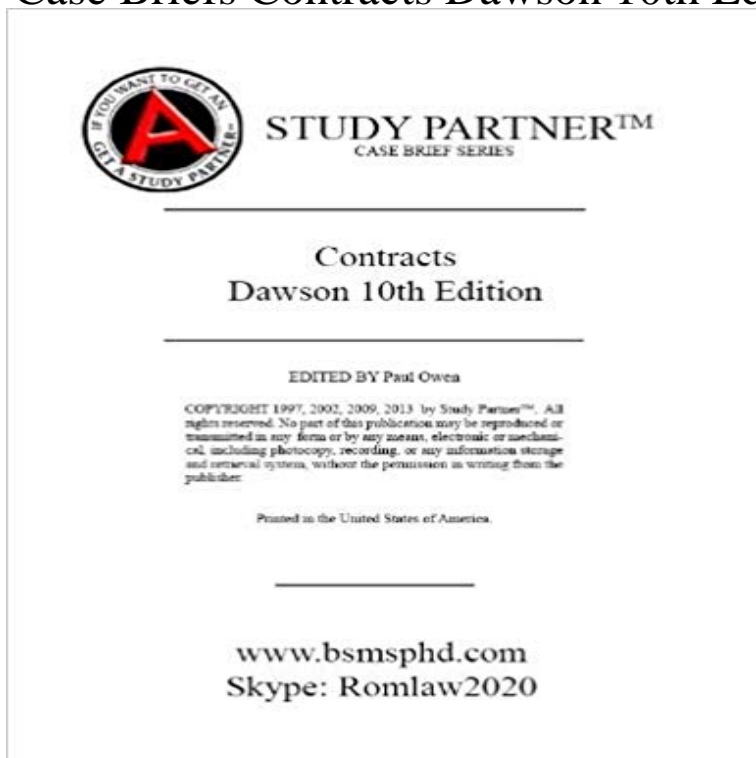 Case Briefs Contracts Dawson 10th Ed
IF YOU WANT TO GET AN
A
GET A STUDY PARTNER
STUDY PARTNER™
CASE BRIEF SERIES
Contracts
Dawson 10th Edition
EDITED BY Paul Owen
COPYRIGHT 1997, 2002, 2009, 2013 by Study Partner™. All
rights reserved. No part of this publication may be reproduced or
transmitted in any form or by any means, electronic or mechani-
cal, including photocopy, recording, or any information storage
and retrieval system, without the permission in writing from the
publisher.
Printed in the United States of America.
www.bsmsphd.com
Skype: Romlaw2020